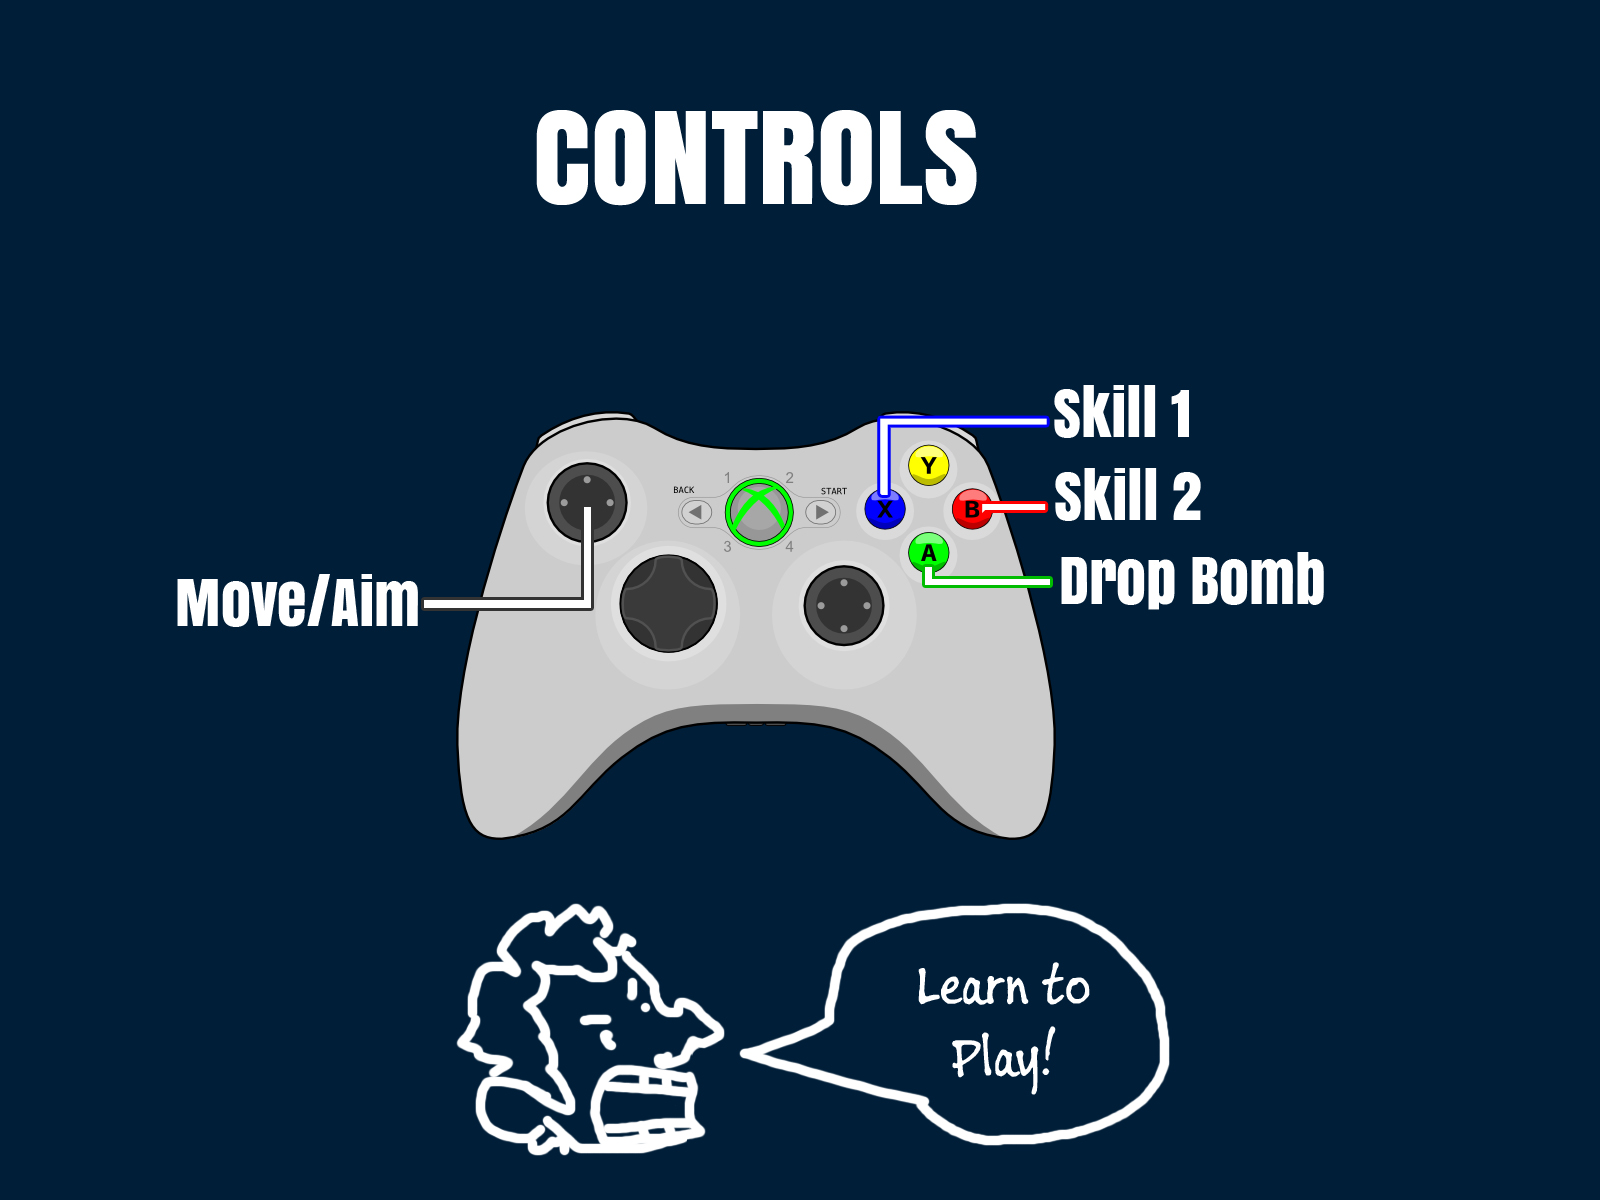 CONTROLS
Skill 1
Skill 2
Drop Bomb
Move/Aim
BACK
START
1
2
3
4
Y
X
B
A
Learn to
Play!